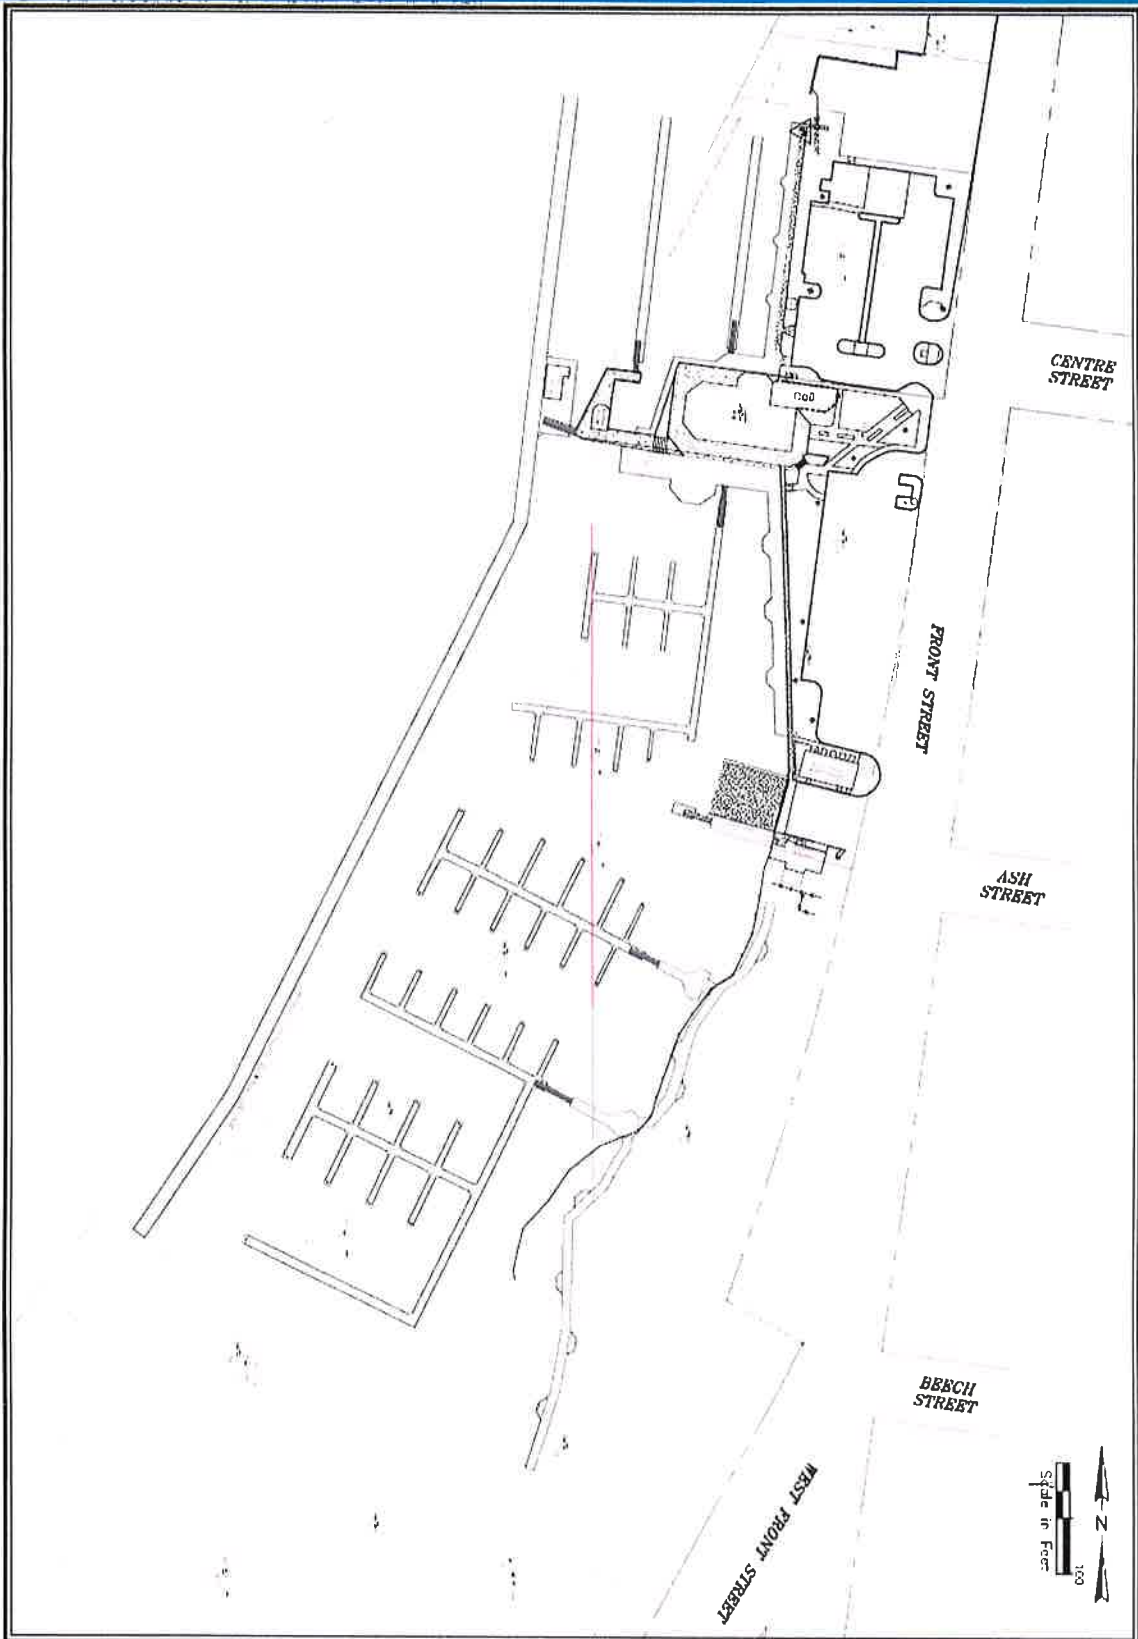 CENTRE
STREET
FRONT STREET
ASH
STREET
BEECH
STREET
WEST FRONT STREET
N
Scale in Feet
100